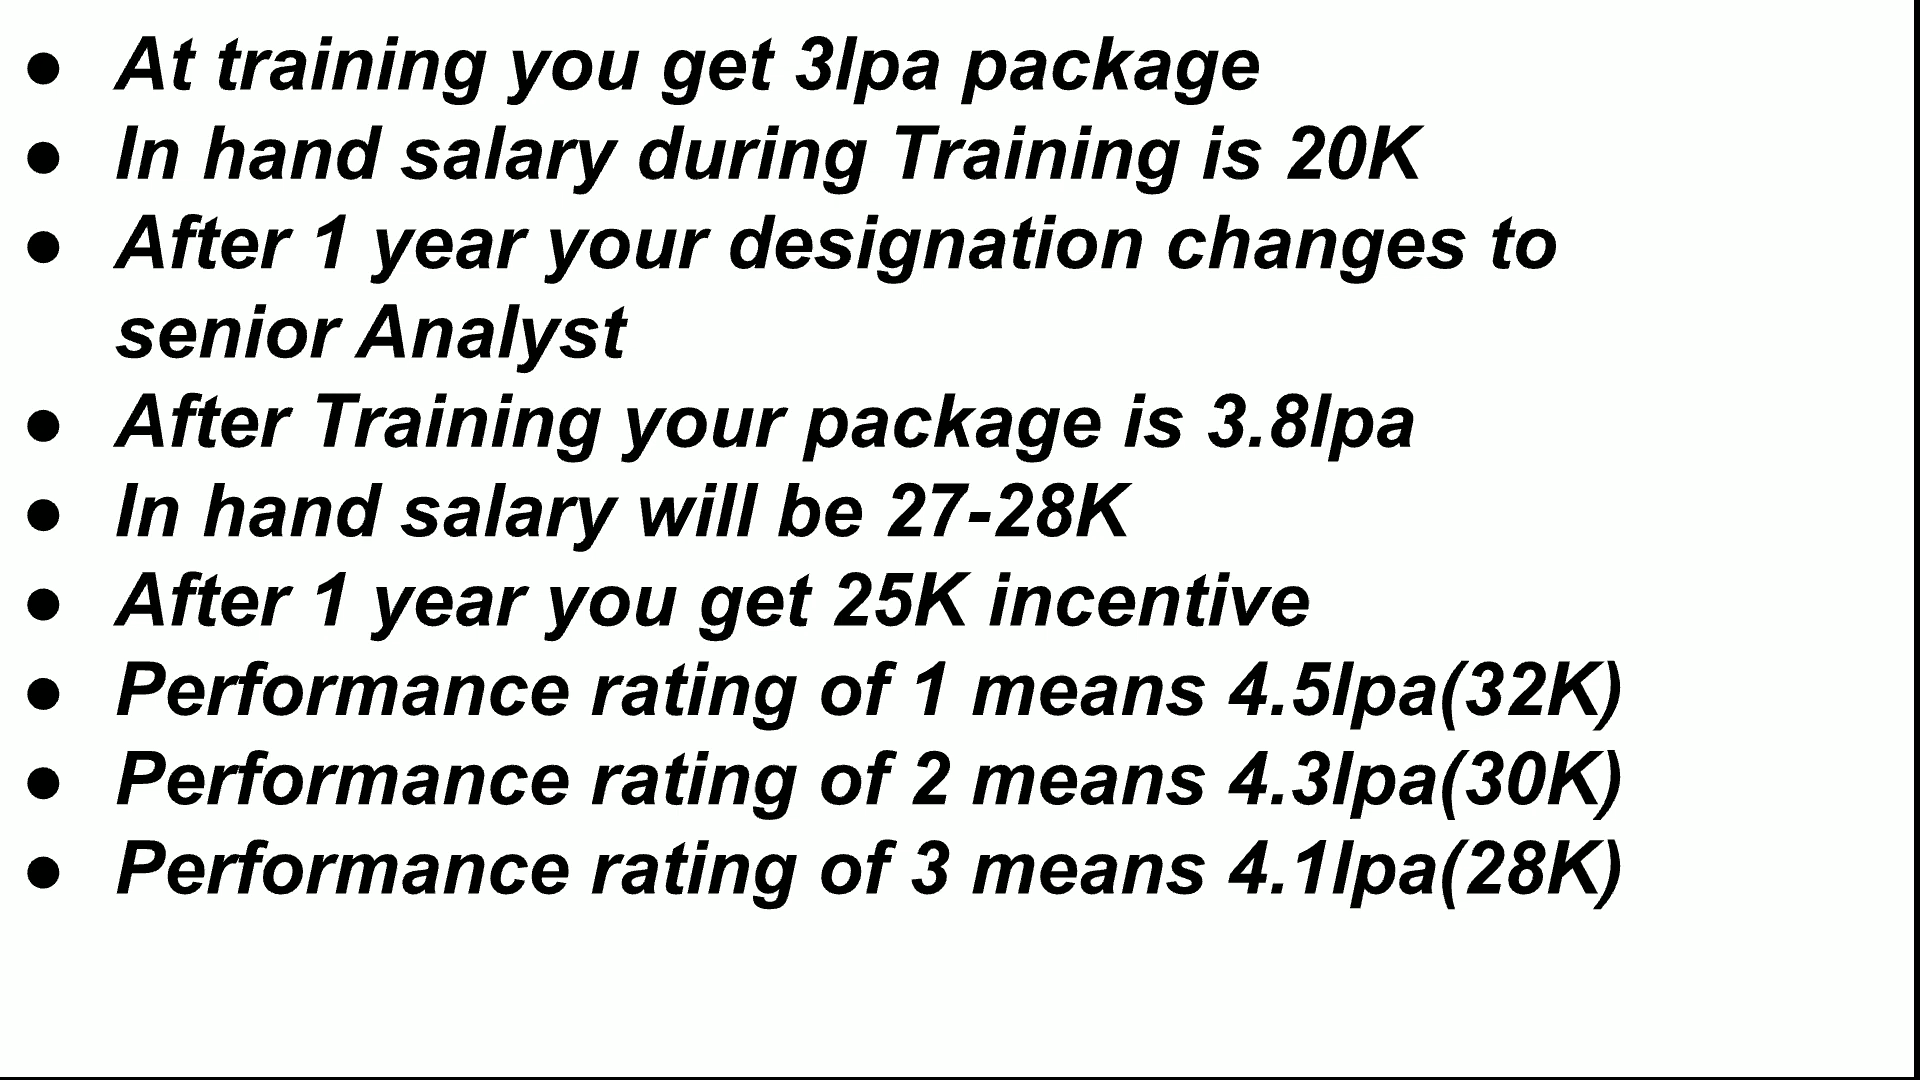 ● At training you get 3lpa package
● In hand salary during Training is 20K
● After 1 year your designation changes to
senior Analyst
● After Training your package is 3.8lpa
● In hand salary will be 27-28K
● After 1 year you get 25K incentive
● Performance rating of 1 means 4.5lpa(32K)
● Performance rating of 2 means 4.3lpa(30K)
● Performance rating of 3 means 4.1lpa(28K)